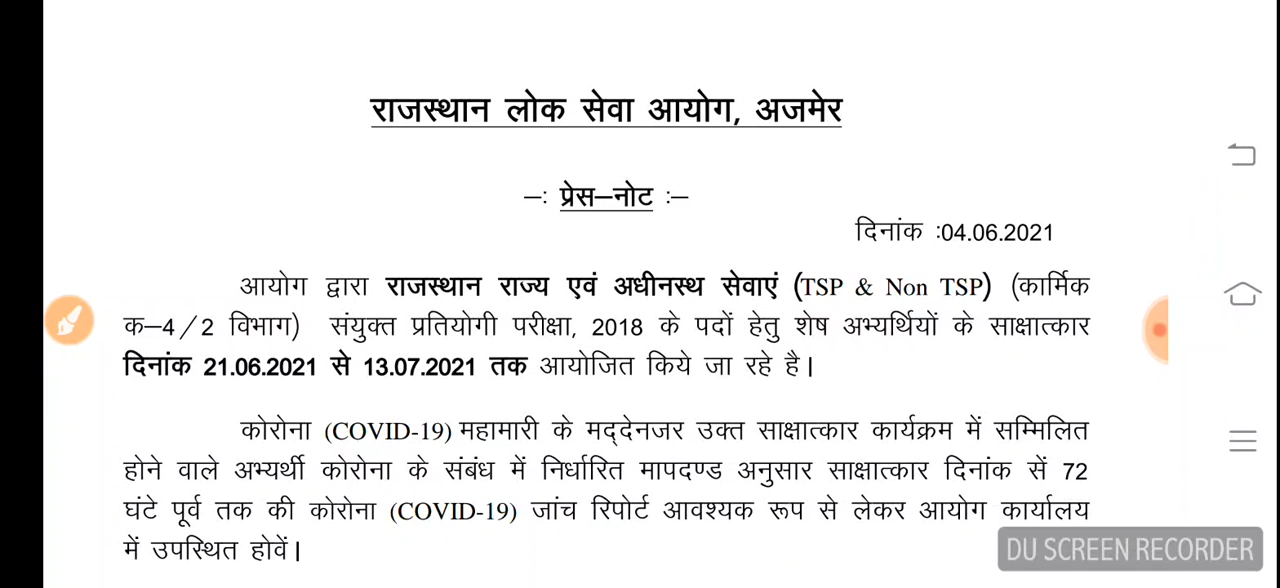 राजस्थान लोक सेवा आयोग, अजमेर
–: प्रेस–नोट :–
दिनांक :04.06.2021
आयोग द्वारा राजस्थान राज्य एवं अधीनस्थ सेवाएं (TSP & Non TSP) (कार्मिक
क–4/2 विभाग) संयुक्त प्रतियोगी परीक्षा, 2018 के पदों हेतु शेष अभ्यर्थियों के साक्षात्कार
दिनांक 21.06.2021 से 13.07.2021 तक आयोजित किये जा रहे है।
कोरोना (COVID-19) महामारी के मद्देनजर उक्त साक्षात्कार कार्यक्रम में सम्मिलित
होने वाले अभ्यर्थी कोरोना के संबंध में निर्धारित मापदण्ड अनुसार साक्षात्कार दिनांक सें 72
घंटे पूर्व तक की कोरोना (COVID-19) जांच रिपोर्ट आवश्यक रूप से लेकर आयोग कार्यालय
में उपस्थित होवें।
DU SCREEN RECORDER